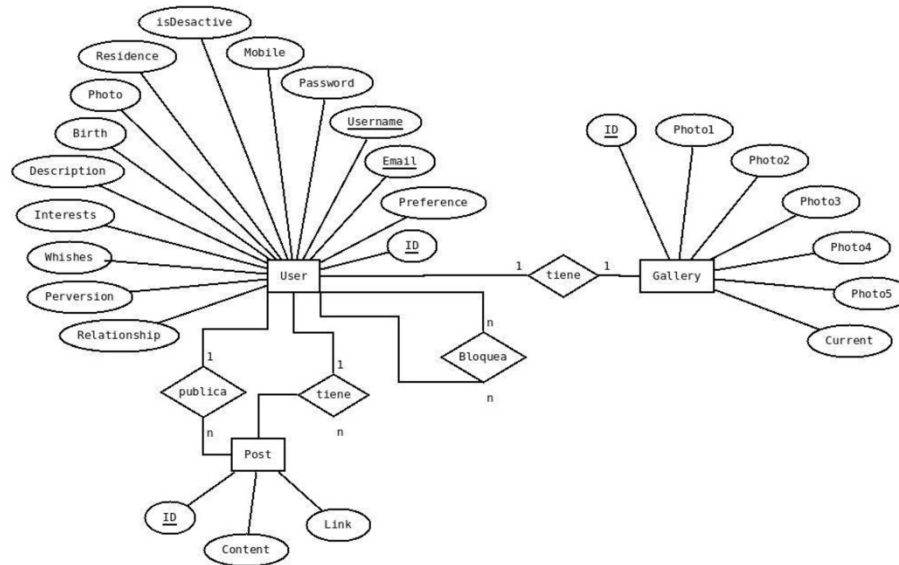 isDesactive
Residence
Mobile
Photo
Password
Birth
Username
Email
Description
Preference
Interests
ID
Whishes
User
Perversion
Relationship
1
tiene
1
Gallery
ID
Photo1
Photo2
Photo3
Photo4
Photo5
Current
n
Bloquea
n
1
publica
n
1
tiene
n
Post
ID
Content
Link